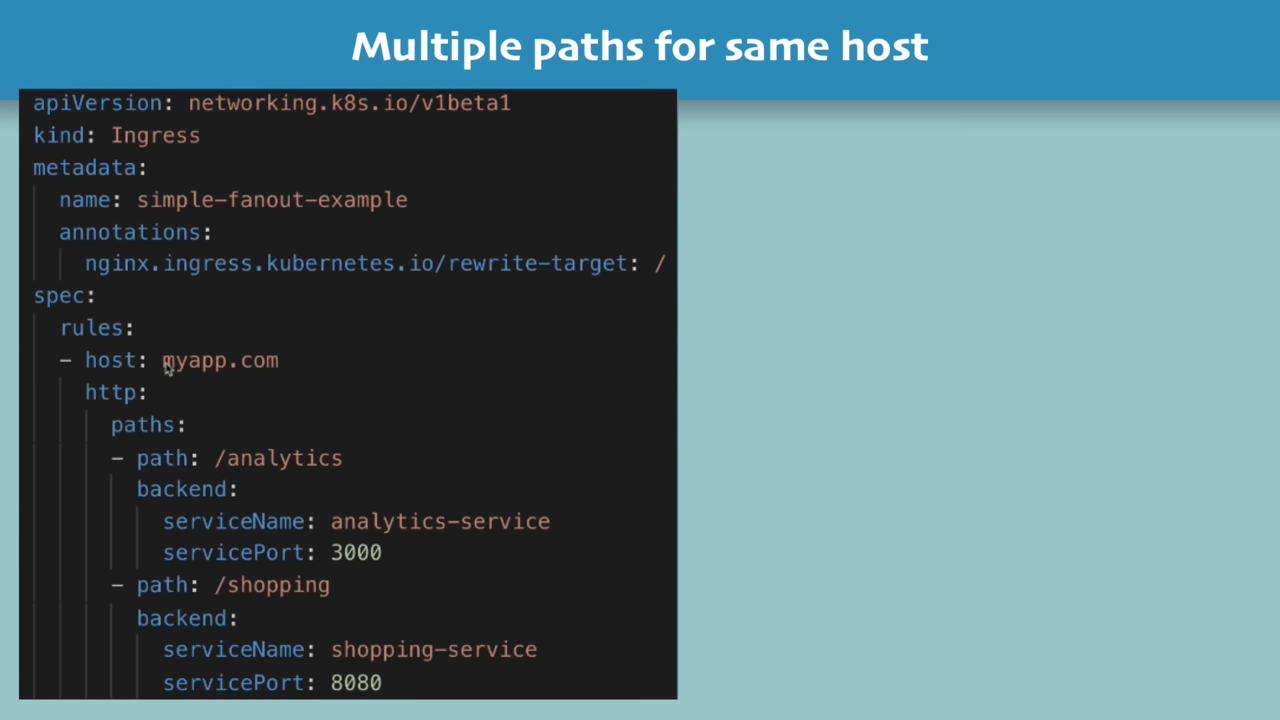 Multiple paths for same host
apiVersion: networking.k8s.io/v1beta1
kind: Ingress
metadata:
  name: simple-fanout-example
  annotations:
    nginx.ingress.kubernetes.io/rewrite-target: /
spec:
  rules:
  - host: myapp.com
    http:
      paths:
      - path: /analytics
        backend:
          serviceName: analytics-service
          servicePort: 3000
      - path: /shopping
        backend:
          serviceName: shopping-service
          servicePort: 8080